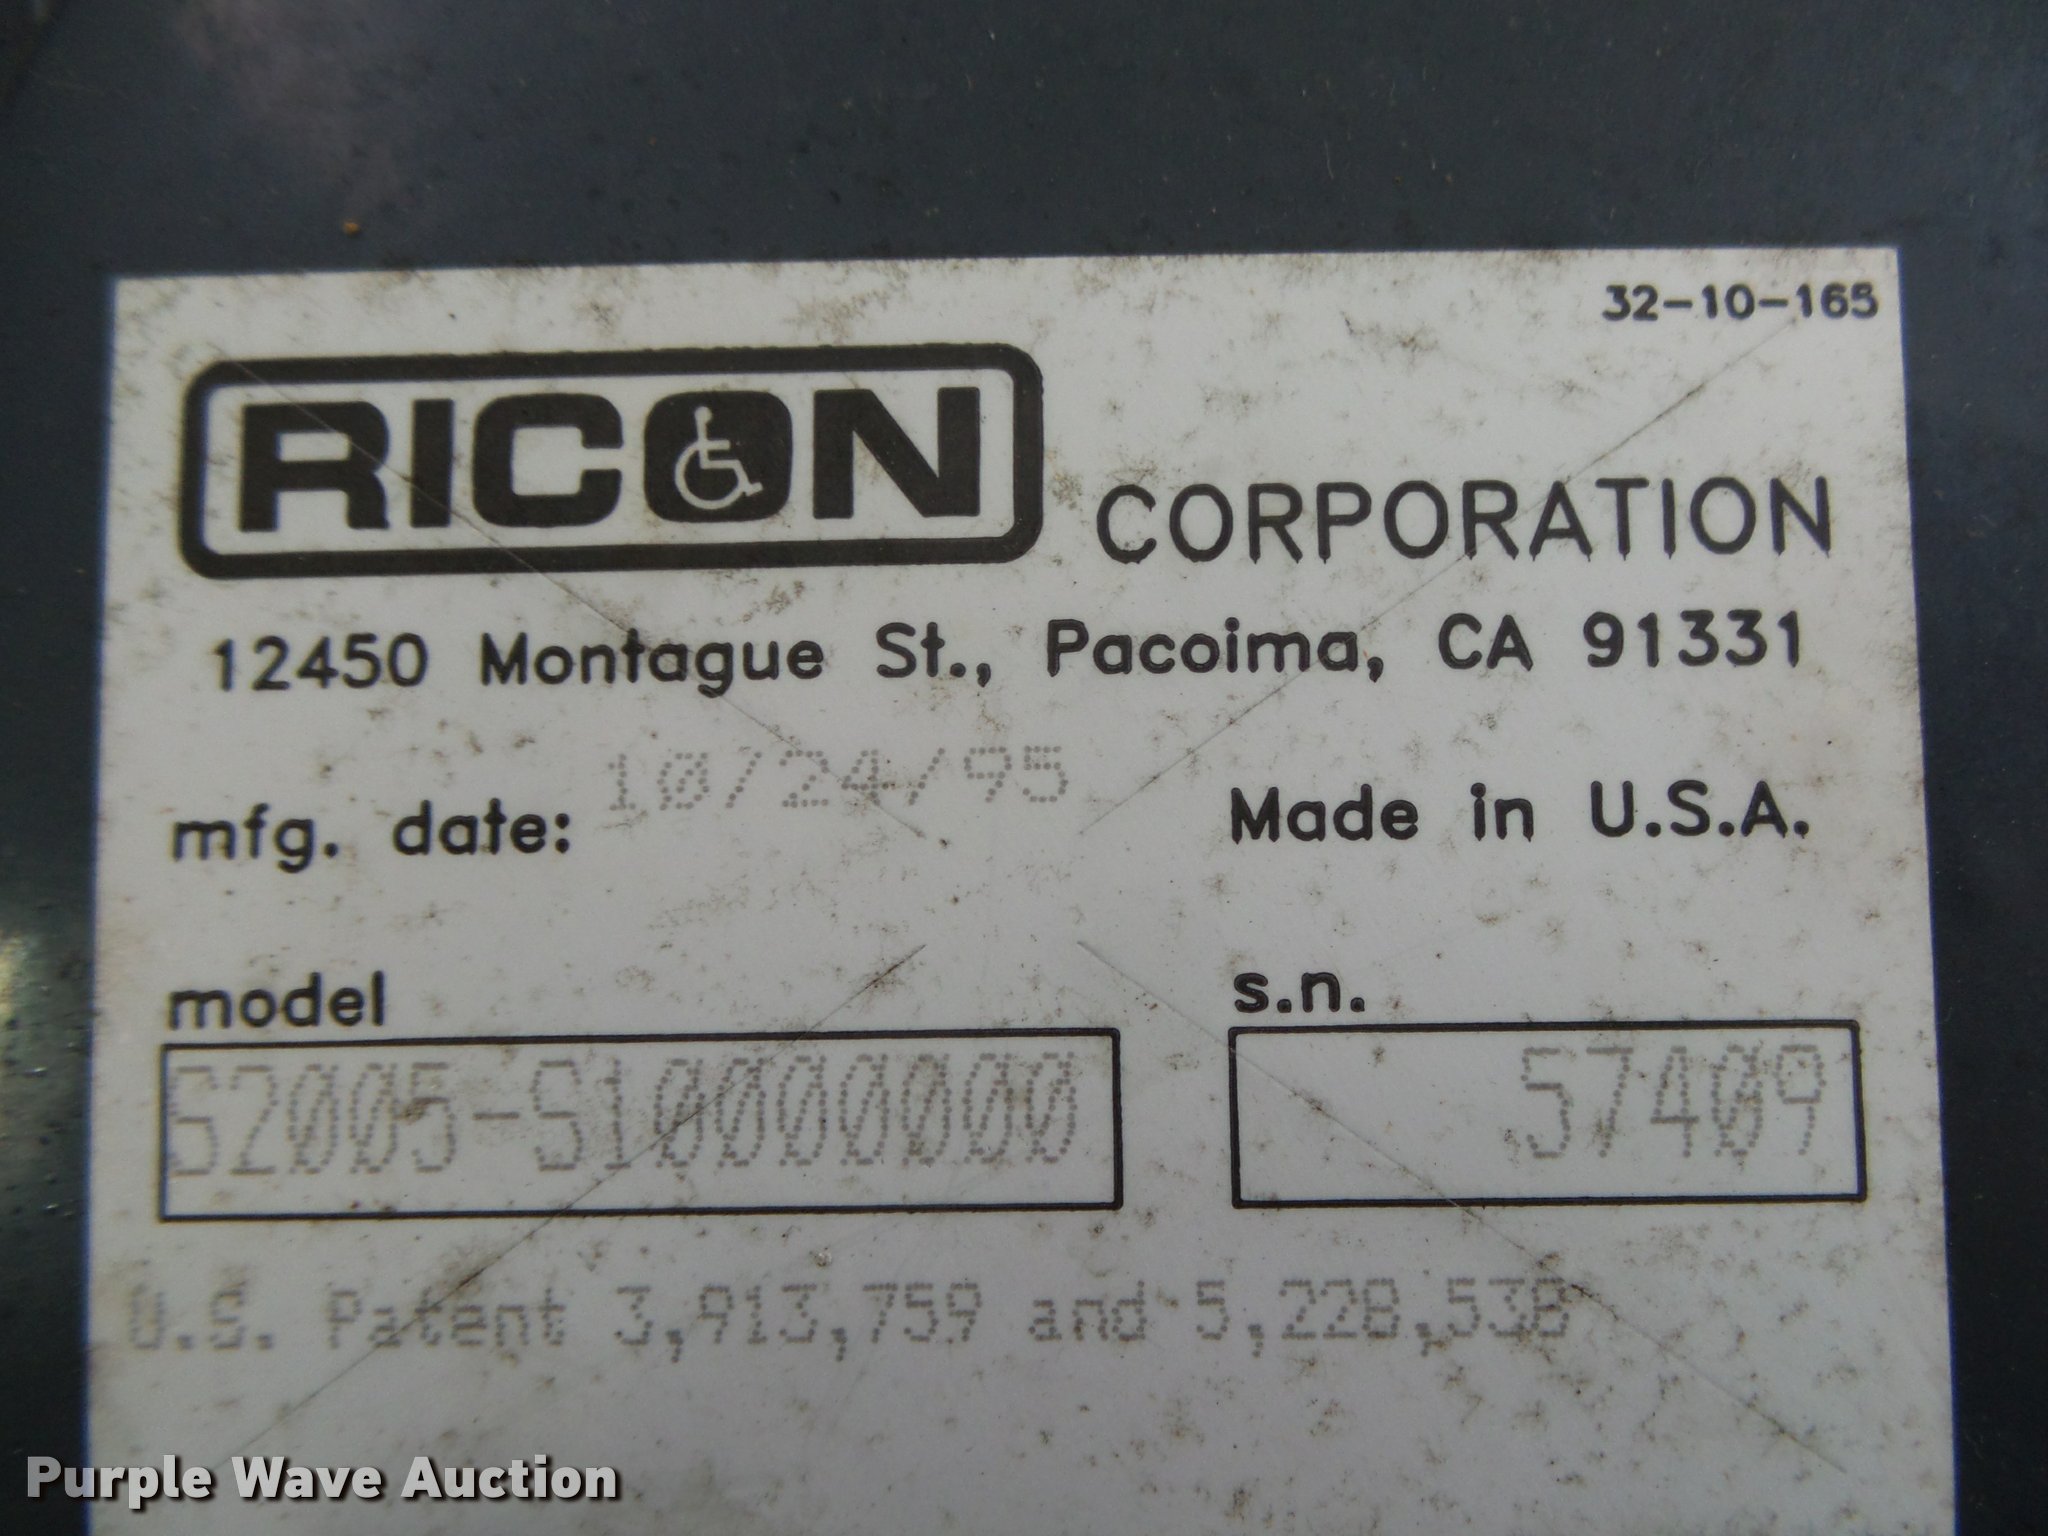 32-10-165
RICON CORPORATION
12450 Montague St., Pacoima, CA 91331
mfg. date: 10/24/95 Made in U.S.A.
model s.n.
S2005-S10000000 57409
U.S. Patent 3,913,759 and 5,228,538
Purple Wave Auction